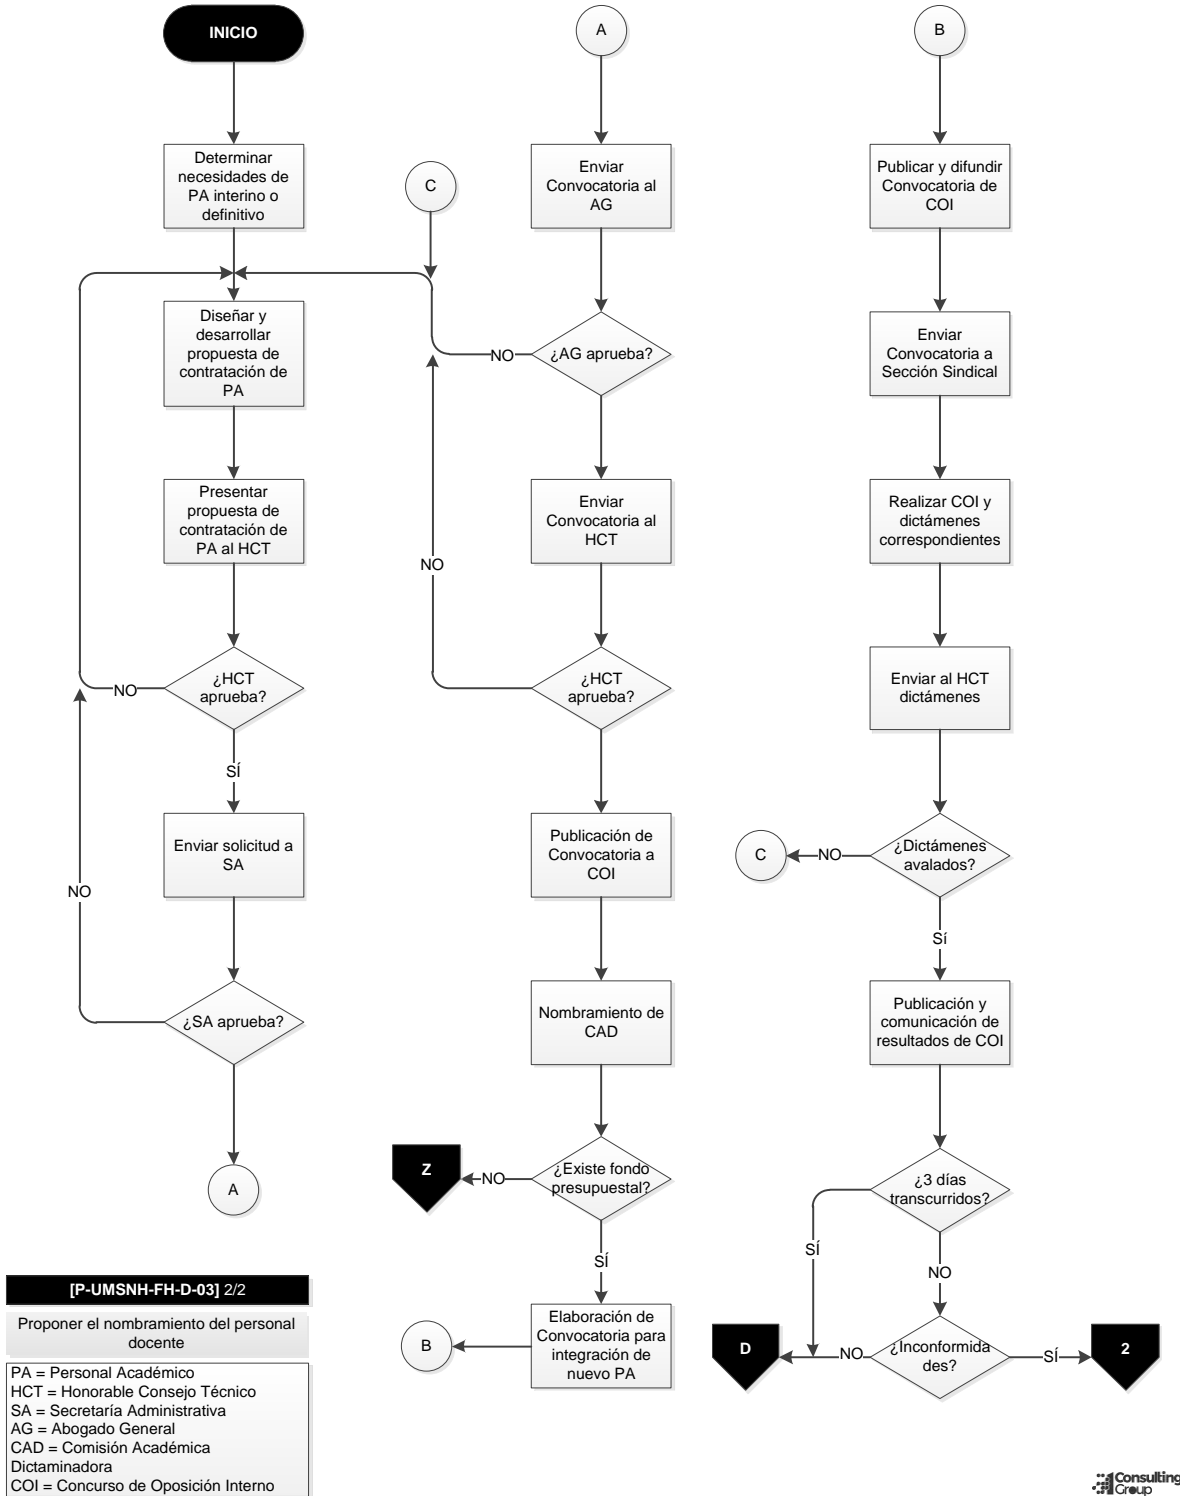 INICIO
Determinar
necesidades de
PA interino o
definitivo
Diseñar y
desarrollar
propuesta de
contratación de
PA
Presentar
propuesta de
contratación de
PA al HCT
¿HCT
aprueba?
NO
SÍ
Enviar solicitud a
SA
NO
¿SA aprueba?
A
C
A
Enviar
Convocatoria al
AG
¿AG aprueba?
NO
Enviar
Convocatoria al
HCT
NO
¿HCT
aprueba?
Publicación de
Convocatoria a
COI
Nombramiento de
CAD
¿Existe fondo
presupuestal?
NO
Z
SÍ
Elaboración de
Convocatoria para
integración de
nuevo PA
B
B
Publicar y difundir
Convocatoria de
COI
Enviar
Convocatoria a
Sección Sindical
Realizar COI y
dictámenes
correspondientes
Enviar al HCT
dictámenes
¿Dictámenes
avalados?
NO
C
Sí
Publicación y
comunicación de
resultados de COI
¿3 días
transcurridos?
SÍ
NO
¿Inconformida
des?
NO
D
SÍ
2
[P-UMSNH-FH-D-03] 2/2
Proponer el nombramiento del personal
docente
PA = Personal Académico
HCT = Honorable Consejo Técnico
SA = Secretaría Administrativa
AG = Abogado General
CAD = Comisión Académica
Dictaminadora
COI = Concurso de Oposición Interno
Consulting
Group